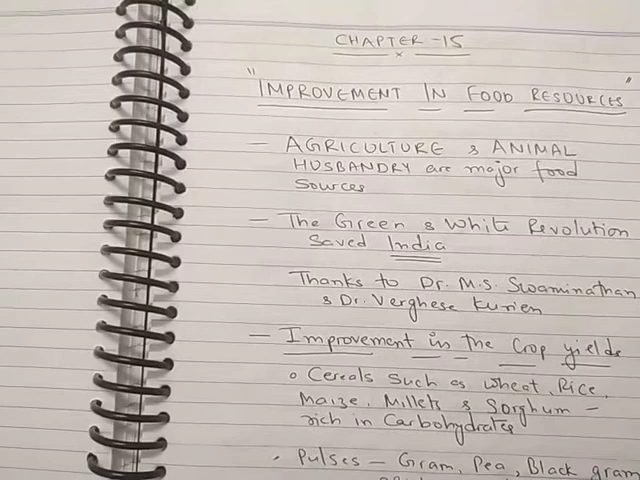 CHAPTER - 15
"IMPROVEMENT IN FOOD RESOURCES"
- AGRICULTURE & ANIMAL
HUSBANDRY are major food
Sources
- The Green & White Revolution
Saved India
Thanks to Dr. M.S. Swaminathan
& Dr. Verghese Kurien
- Improvement in the Crop yields
o Cereals Such as Wheat, Rice,
Maize, Millets & Sorghum -
rich in Carbohydrates
• Pulses - Gram, Pea, Black gram